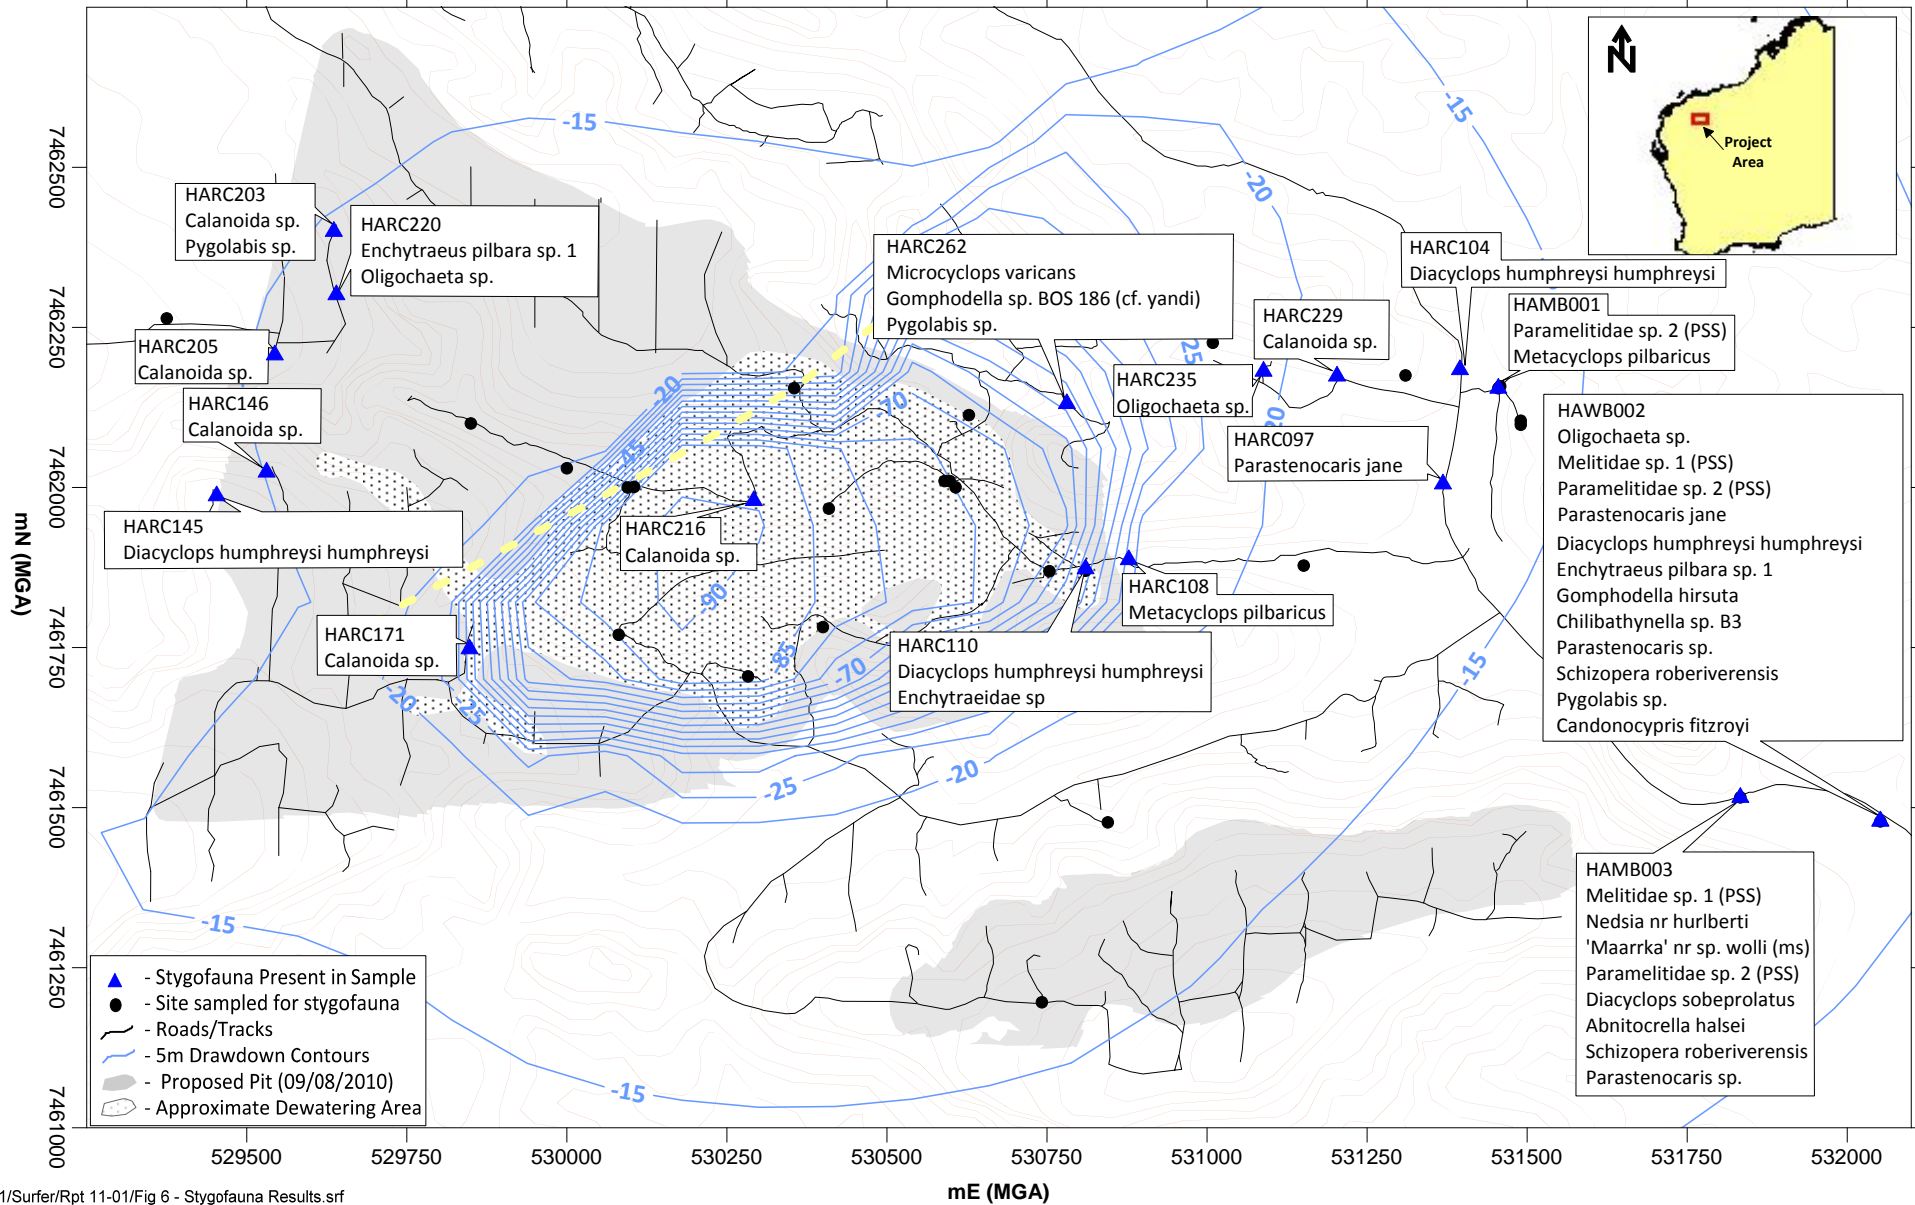 N
Project
Area
-15
-15
-20
HARC203
Calanoida sp.
Pygolabis sp.
HARC220
Enchytraeus pilbara sp. 1
Oligochaeta sp.
HARC262
Microcyclops varicans
Gomphodella sp. BOS 186 (cf. yandi)
Pygolabis sp.
HARC104
Diacyclops humphreysi humphreysi
HAMB001
Paramelitidae sp. 2 (PSS)
Metacyclops pilbaricus
HARC229
Calanoida sp.
HARC205
Calanoida sp.
25
HARC235
Oligochaeta sp.
20
-20
70
HARC146
Calanoida sp.
HARC097
Parastenocaris jane
-45
HAWB002
Oligochaeta sp.
Melitidae sp. 1 (PSS)
Paramelitidae sp. 2 (PSS)
Parastenocaris jane
Diacyclops humphreysi humphreysi
Enchytraeus pilbara sp. 1
Gomphodella hirsuta
Chilibathynella sp. B3
Parastenocaris sp.
Schizopera roberiverensis
Pygolabis sp.
Candonocypris fitzroyi
HARC145
Diacyclops humphreysi humphreysi
HARC216
Calanoida sp.
-90
HARC108
Metacyclops pilbaricus
HARC171
Calanoida sp.
HARC110
Diacyclops humphreysi humphreysi
Enchytraeidae sp
-85
-70
-15
-20
-25
-20
-25
HAMB003
Melitidae sp. 1 (PSS)
Nedsia nr hurlberti
'Maarrka' nr sp. wolli (ms)
Paramelitidae sp. 2 (PSS)
Diacyclops sobeprolatus
Abnitocrella halsei
Schizopera roberiverensis
Parastenocaris sp.
-15
-15
- Stygofauna Present in Sample
- Site sampled for stygofauna
- Roads/Tracks
- 5m Drawdown Contours
- Proposed Pit (09/08/2010)
- Approximate Dewatering Area
mN (MGA)
7462500
7462250
7462000
7461750
7461500
7461250
7461000
529500 529750 530000 530250 530500 530750 531000 531250 531500 531750 532000
mE (MGA)
1/Surfer/Rpt 11-01/Fig 6 - Stygofauna Results.srf